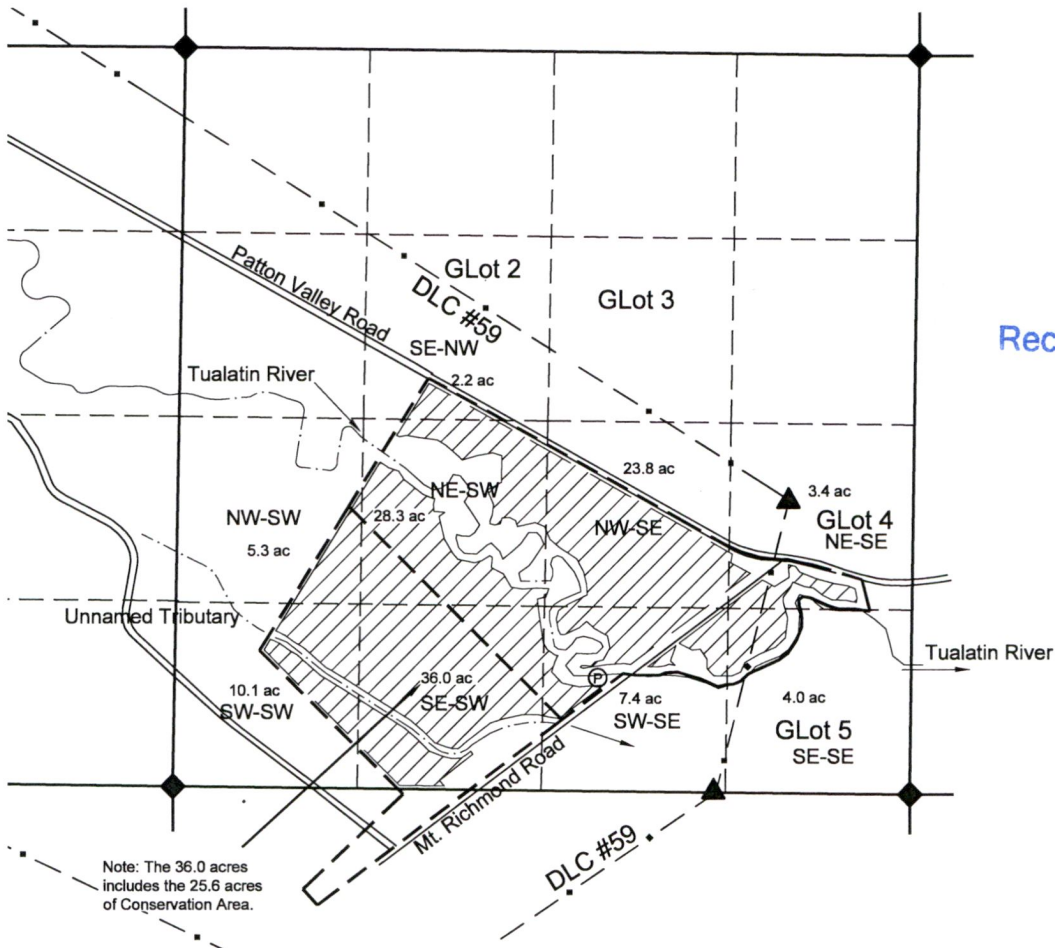 GLot 2
GLot 3
Patton Valley Road
DLC #59
Rec
SE-NW
2.2 ac
Tualatin River
23.8 ac
3.4 ac
NE-SW
NW-SE
GLot 4
NE-SE
NW-SW
28.3 ac
5.3 ac
Unnamed Tributary
Tualatin River
P
10.1 ac
SW-SW
36.0 ac
SE-SW
7.4 ac
SW-SE
4.0 ac
GLot 5
SE-SE
Mt. Richmond Road
DLC #59
Note: The 36.0 acres
includes the 25.6 acres
of Conservation Area.